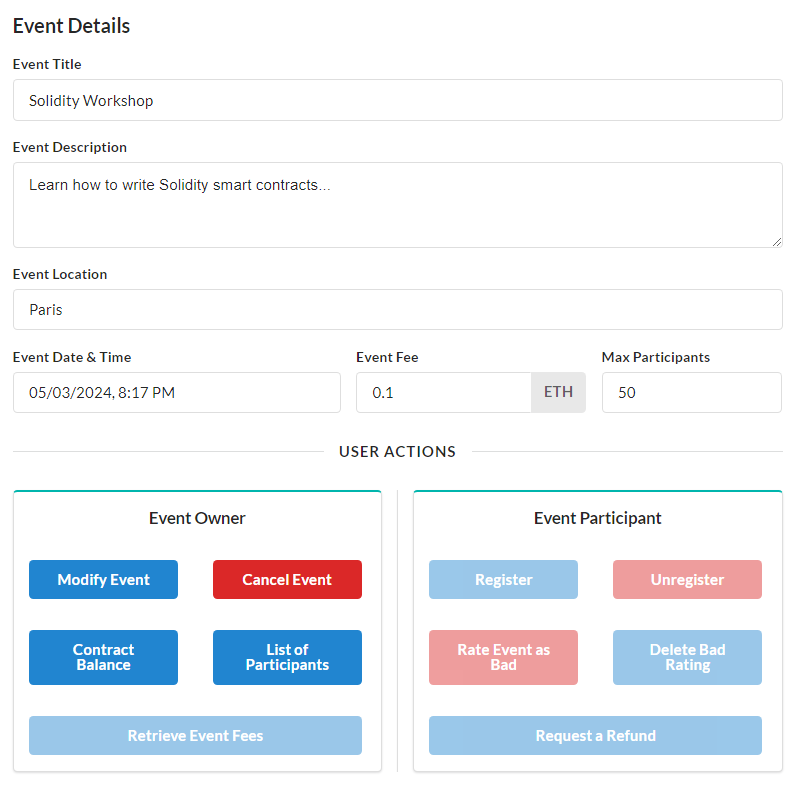 Event Details
Event Title
Solidity Workshop
Event Description
Learn how to write Solidity smart contracts...
Event Location
Paris
Event Date & Time
Event Fee
Max Participants
05/03/2024, 8:17 PM
0.1
ETH
50
USER ACTIONS
Event Owner
Modify Event
Cancel Event
Contract
Balance
List of
Participants
Retrieve Event Fees
Event Participant
Register
Unregister
Rate Event as
Bad
Delete Bad
Rating
Request a Refund